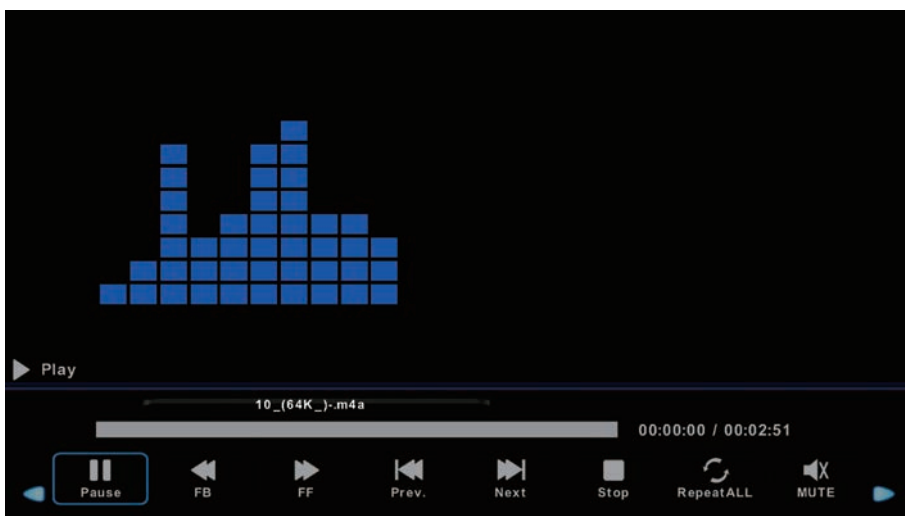 Play
10_(64K_)-.m4a
00:00:00 / 00:02:51
Pause FB FF Prev. Next Stop RepeatALL MUTE